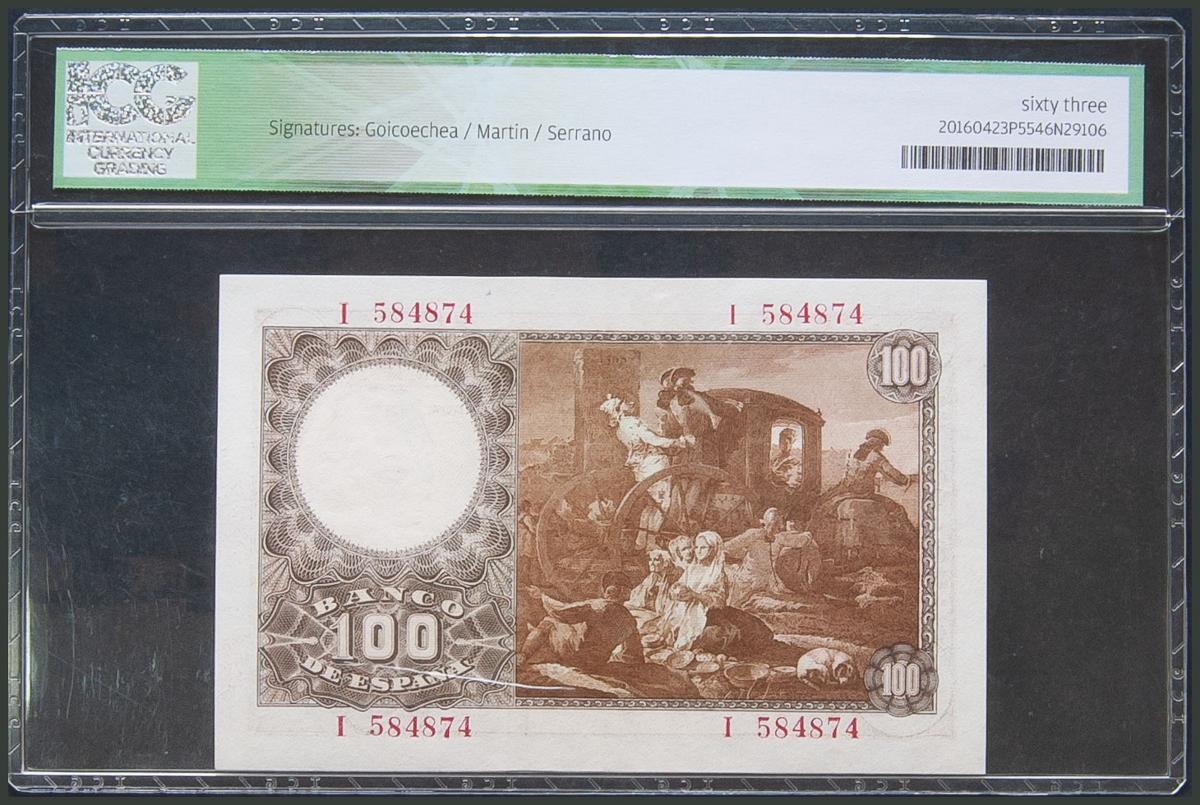 ICG
INTERNATIONAL
CURRENCY
GRADING
Signatures: Goicoechea / Martin / Serrano
sixty three
20160423P5546N29106
I 584874
I 584874
100
BANCO
100
DE ESPAÑA
100
I 584874
I 584874